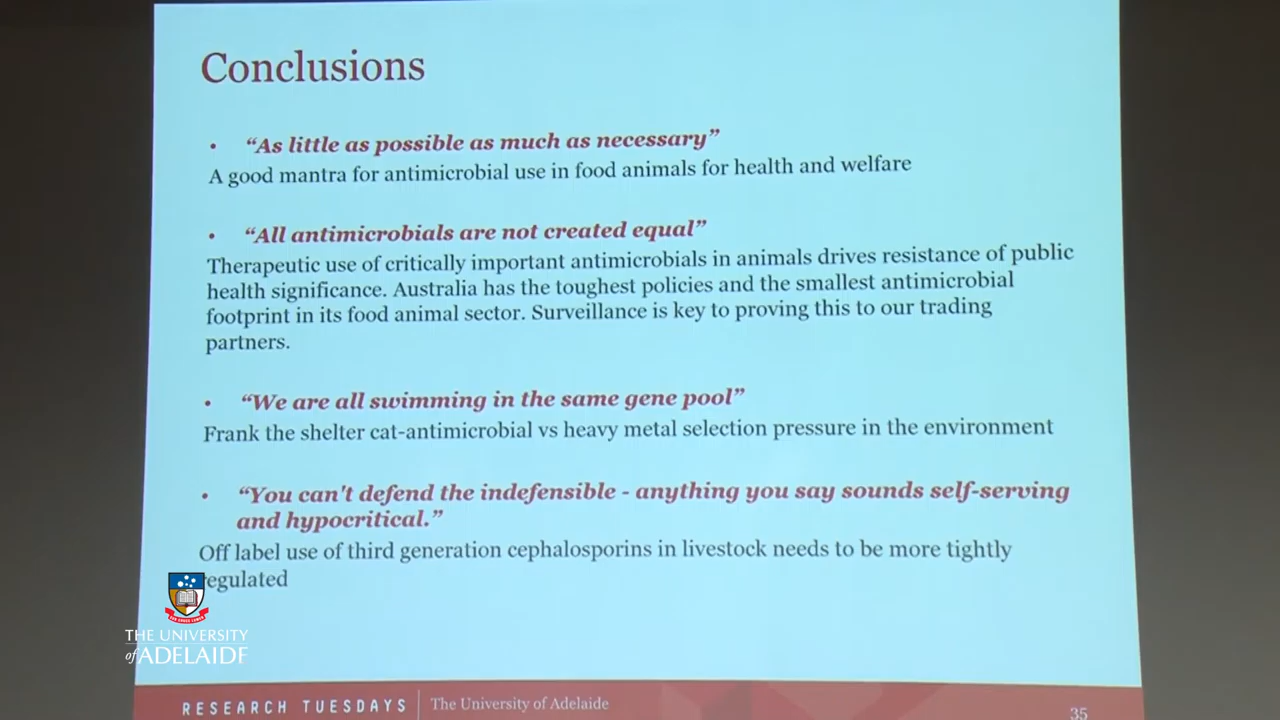 Conclusions
• “As little as possible as much as necessary”
A good mantra for antimicrobial use in food animals for health and welfare
• “All antimicrobials are not created equal”
Therapeutic use of critically important antimicrobials in animals drives resistance of public
health significance. Australia has the toughest policies and the smallest antimicrobial
footprint in its food animal sector. Surveillance is key to proving this to our trading
partners.
• “We are all swimming in the same gene pool”
Frank the shelter cat-antimicrobial vs heavy metal selection pressure in the environment
• “You can't defend the indefensible - anything you say sounds self-serving
and hypocritical.”
Off label use of third generation cephalosporins in livestock needs to be more tightly
regulated
THE UNIVERSITY
of ADELAIDE
RESEARCH TUESDAYS | The University of Adelaide
35